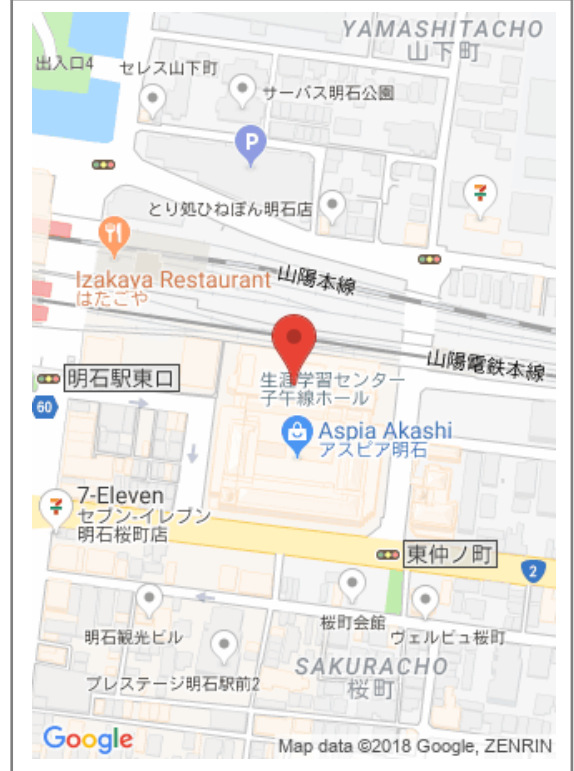 YAMASHITACHO
山下町
出入口4
セレス山下町
サーパス明石公園
P
とり処ひねぽん明石店
7
Izakaya Restaurant
はたごや
山陽本線
山陽電鉄本線
明石駅東口
60
生涯学習センター
子午線ホール
Aspia Akashi
アスピア明石
7-Eleven
セブン-イレブン
明石桜町店
7
東仲ノ町
2
桜町会館
明石観光ビル
ヴェルビュ桜町
SAKURACHO
桜町
プレステージ明石駅前2
Google
Map data ©2018 Google, ZENRIN